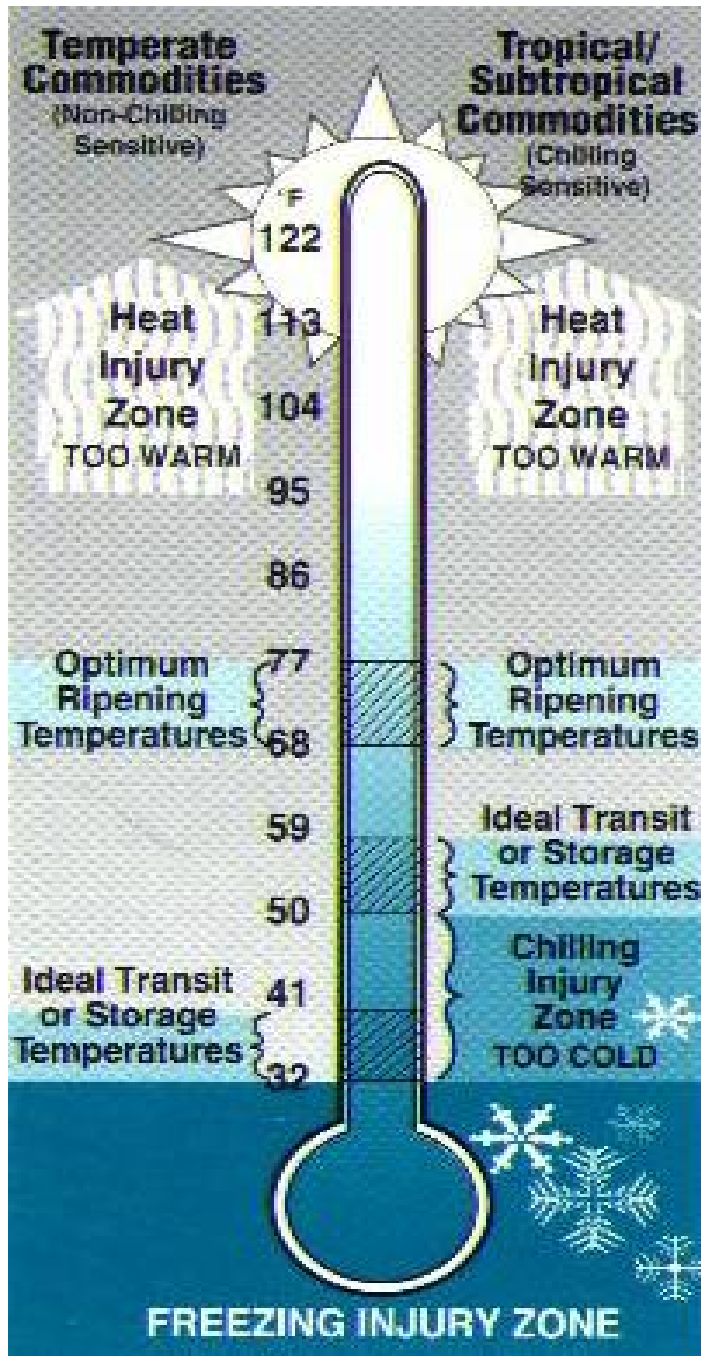 Temperate
Commodities
(Non-Chilling
Sensitive)
Tropical/
Subtropical
Commodities
(Chilling
Sensitive)
°F
122
113
104
95
86
77
68
59
50
41
32
Heat
Injury
Zone
TOO WARM
Heat
Injury
Zone
TOO WARM
Optimum
Ripening
Temperatures
Optimum
Ripening
Temperatures
Ideal Transit
or Storage
Temperatures
Chilling
Injury
Zone
TOO COLD
Ideal Transit
or Storage
Temperatures
FREEZING INJURY ZONE